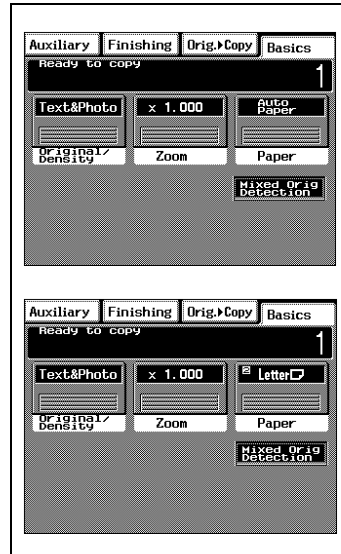 Auxiliary Finishing Orig.▸Copy Basics
Ready to copy
1
Text&Photo x 1.000 Auto
Paper
Original/
Density Zoom Paper
Mixed Orig
Detection
Auxiliary Finishing Orig.▸Copy Basics
Ready to copy
1
Text&Photo x 1.000 2 Letter
Original/
Density Zoom Paper
Mixed Orig
Detection